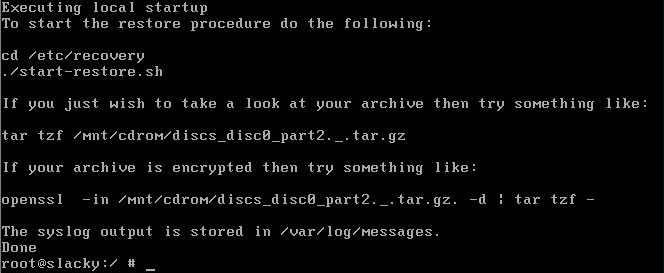 Executing local startup
To start the restore procedure do the following:
cd /etc/recovery
./start-restore.sh
If you just wish to take a look at your archive then try something like:
tar tzf /mnt/cdrom/discs_disc0_part2._.tar.gz
If your archive is encrypted then try something like:
openssl  -in /mnt/cdrom/discs_disc0_part2._.tar.gz. -d ¦ tar tzf -
The syslog output is stored in /var/log/messages.
Done
root@slacky:/ # _